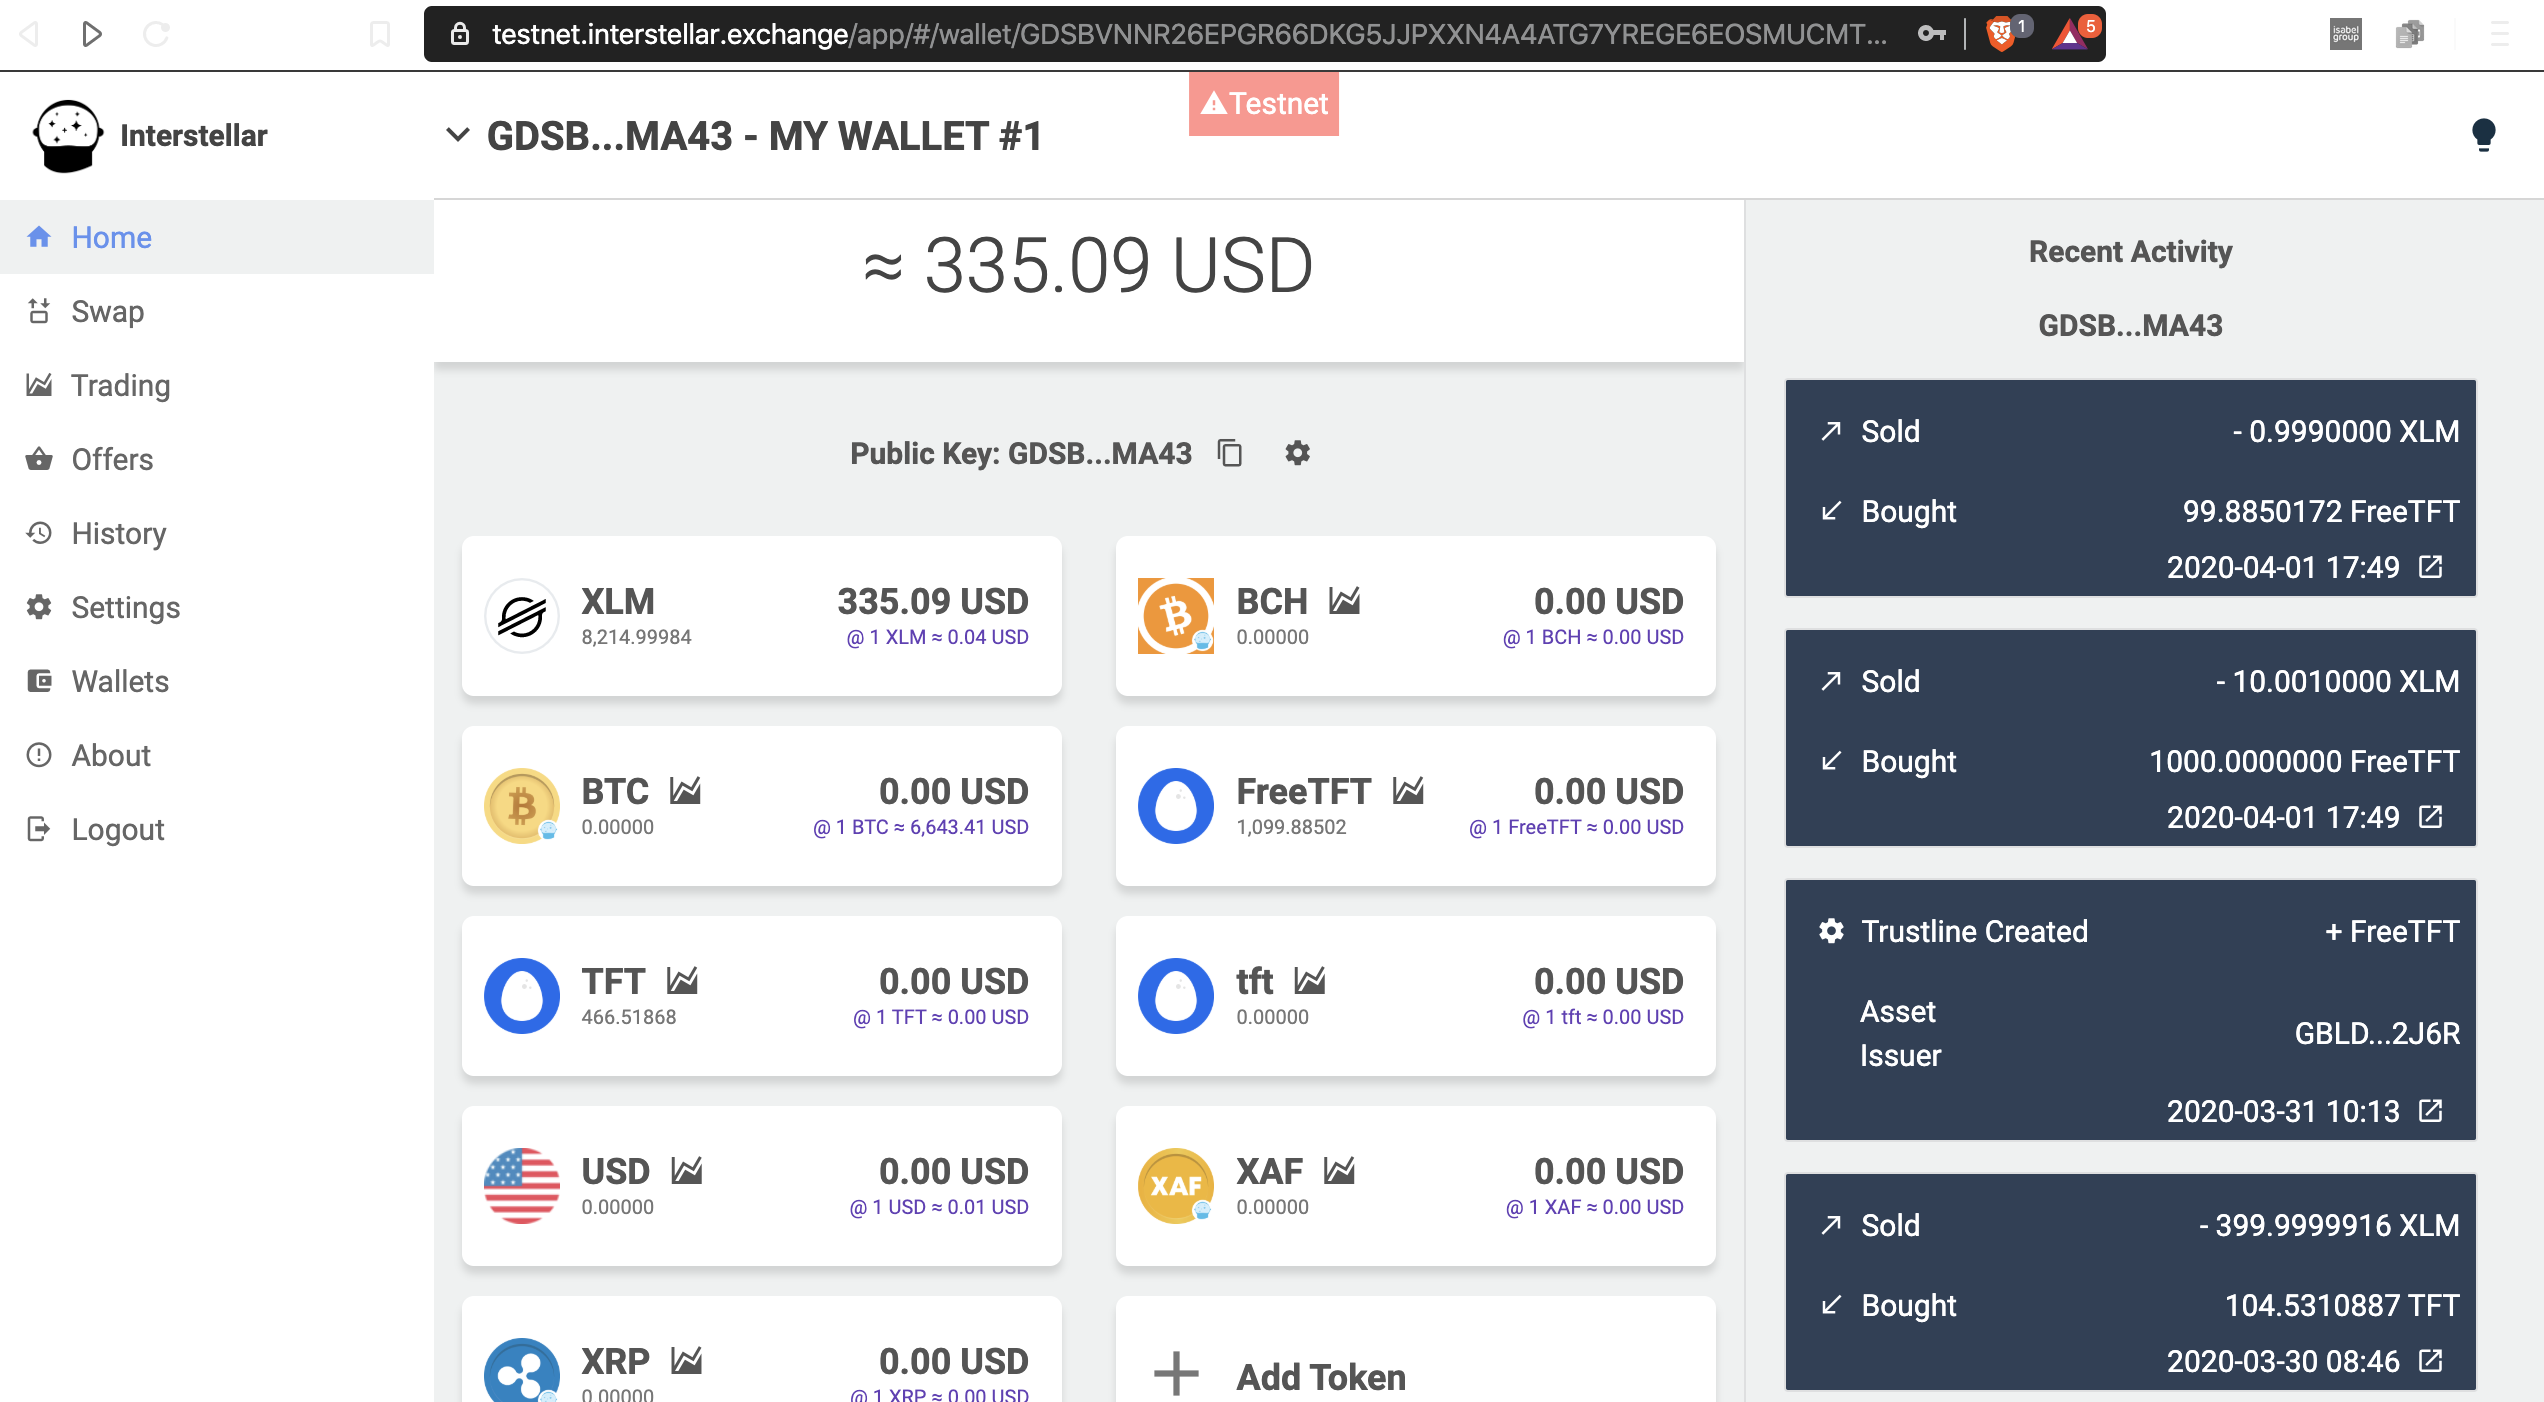 testnet.interstellar.exchange/app/#/wallet/GDSBVNNR26EPGR66DKG5JJPXXN4A4ATG7YREGE6EOSMUCMT...
1
5
isabel
group
Testnet
Interstellar
GDSB...MA43 - MY WALLET #1
Home
Swap
Trading
Offers
History
Settings
Wallets
About
Logout
≈ 335.09 USD
Public Key: GDSB...MA43
XLM 335.09 USD
8,214.99984 @ 1 XLM ≈ 0.04 USD
BCH 0.00 USD
0.00000 @ 1 BCH ≈ 0.00 USD
BTC 0.00 USD
0.00000 @ 1 BTC ≈ 6,643.41 USD
FreeTFT 0.00 USD
1,099.88502 @ 1 FreeTFT ≈ 0.00 USD
TFT 0.00 USD
466.51868 @ 1 TFT ≈ 0.00 USD
tft 0.00 USD
0.00000 @ 1 tft ≈ 0.00 USD
USD 0.00 USD
0.00000 @ 1 USD ≈ 0.01 USD
XAF
XAF 0.00 USD
0.00000 @ 1 XAF ≈ 0.00 USD
XRP 0.00 USD
0.00000 @ 1 XRP ≈ 0.00 USD
Add Token
Recent Activity
GDSB...MA43
Sold - 0.9990000 XLM
Bought 99.8850172 FreeTFT
2020-04-01 17:49
Sold - 10.0010000 XLM
Bought 1000.0000000 FreeTFT
2020-04-01 17:49
Trustline Created + FreeTFT
Asset
Issuer GBLD...2J6R
2020-03-31 10:13
Sold - 399.9999916 XLM
Bought 104.5310887 TFT
2020-03-30 08:46